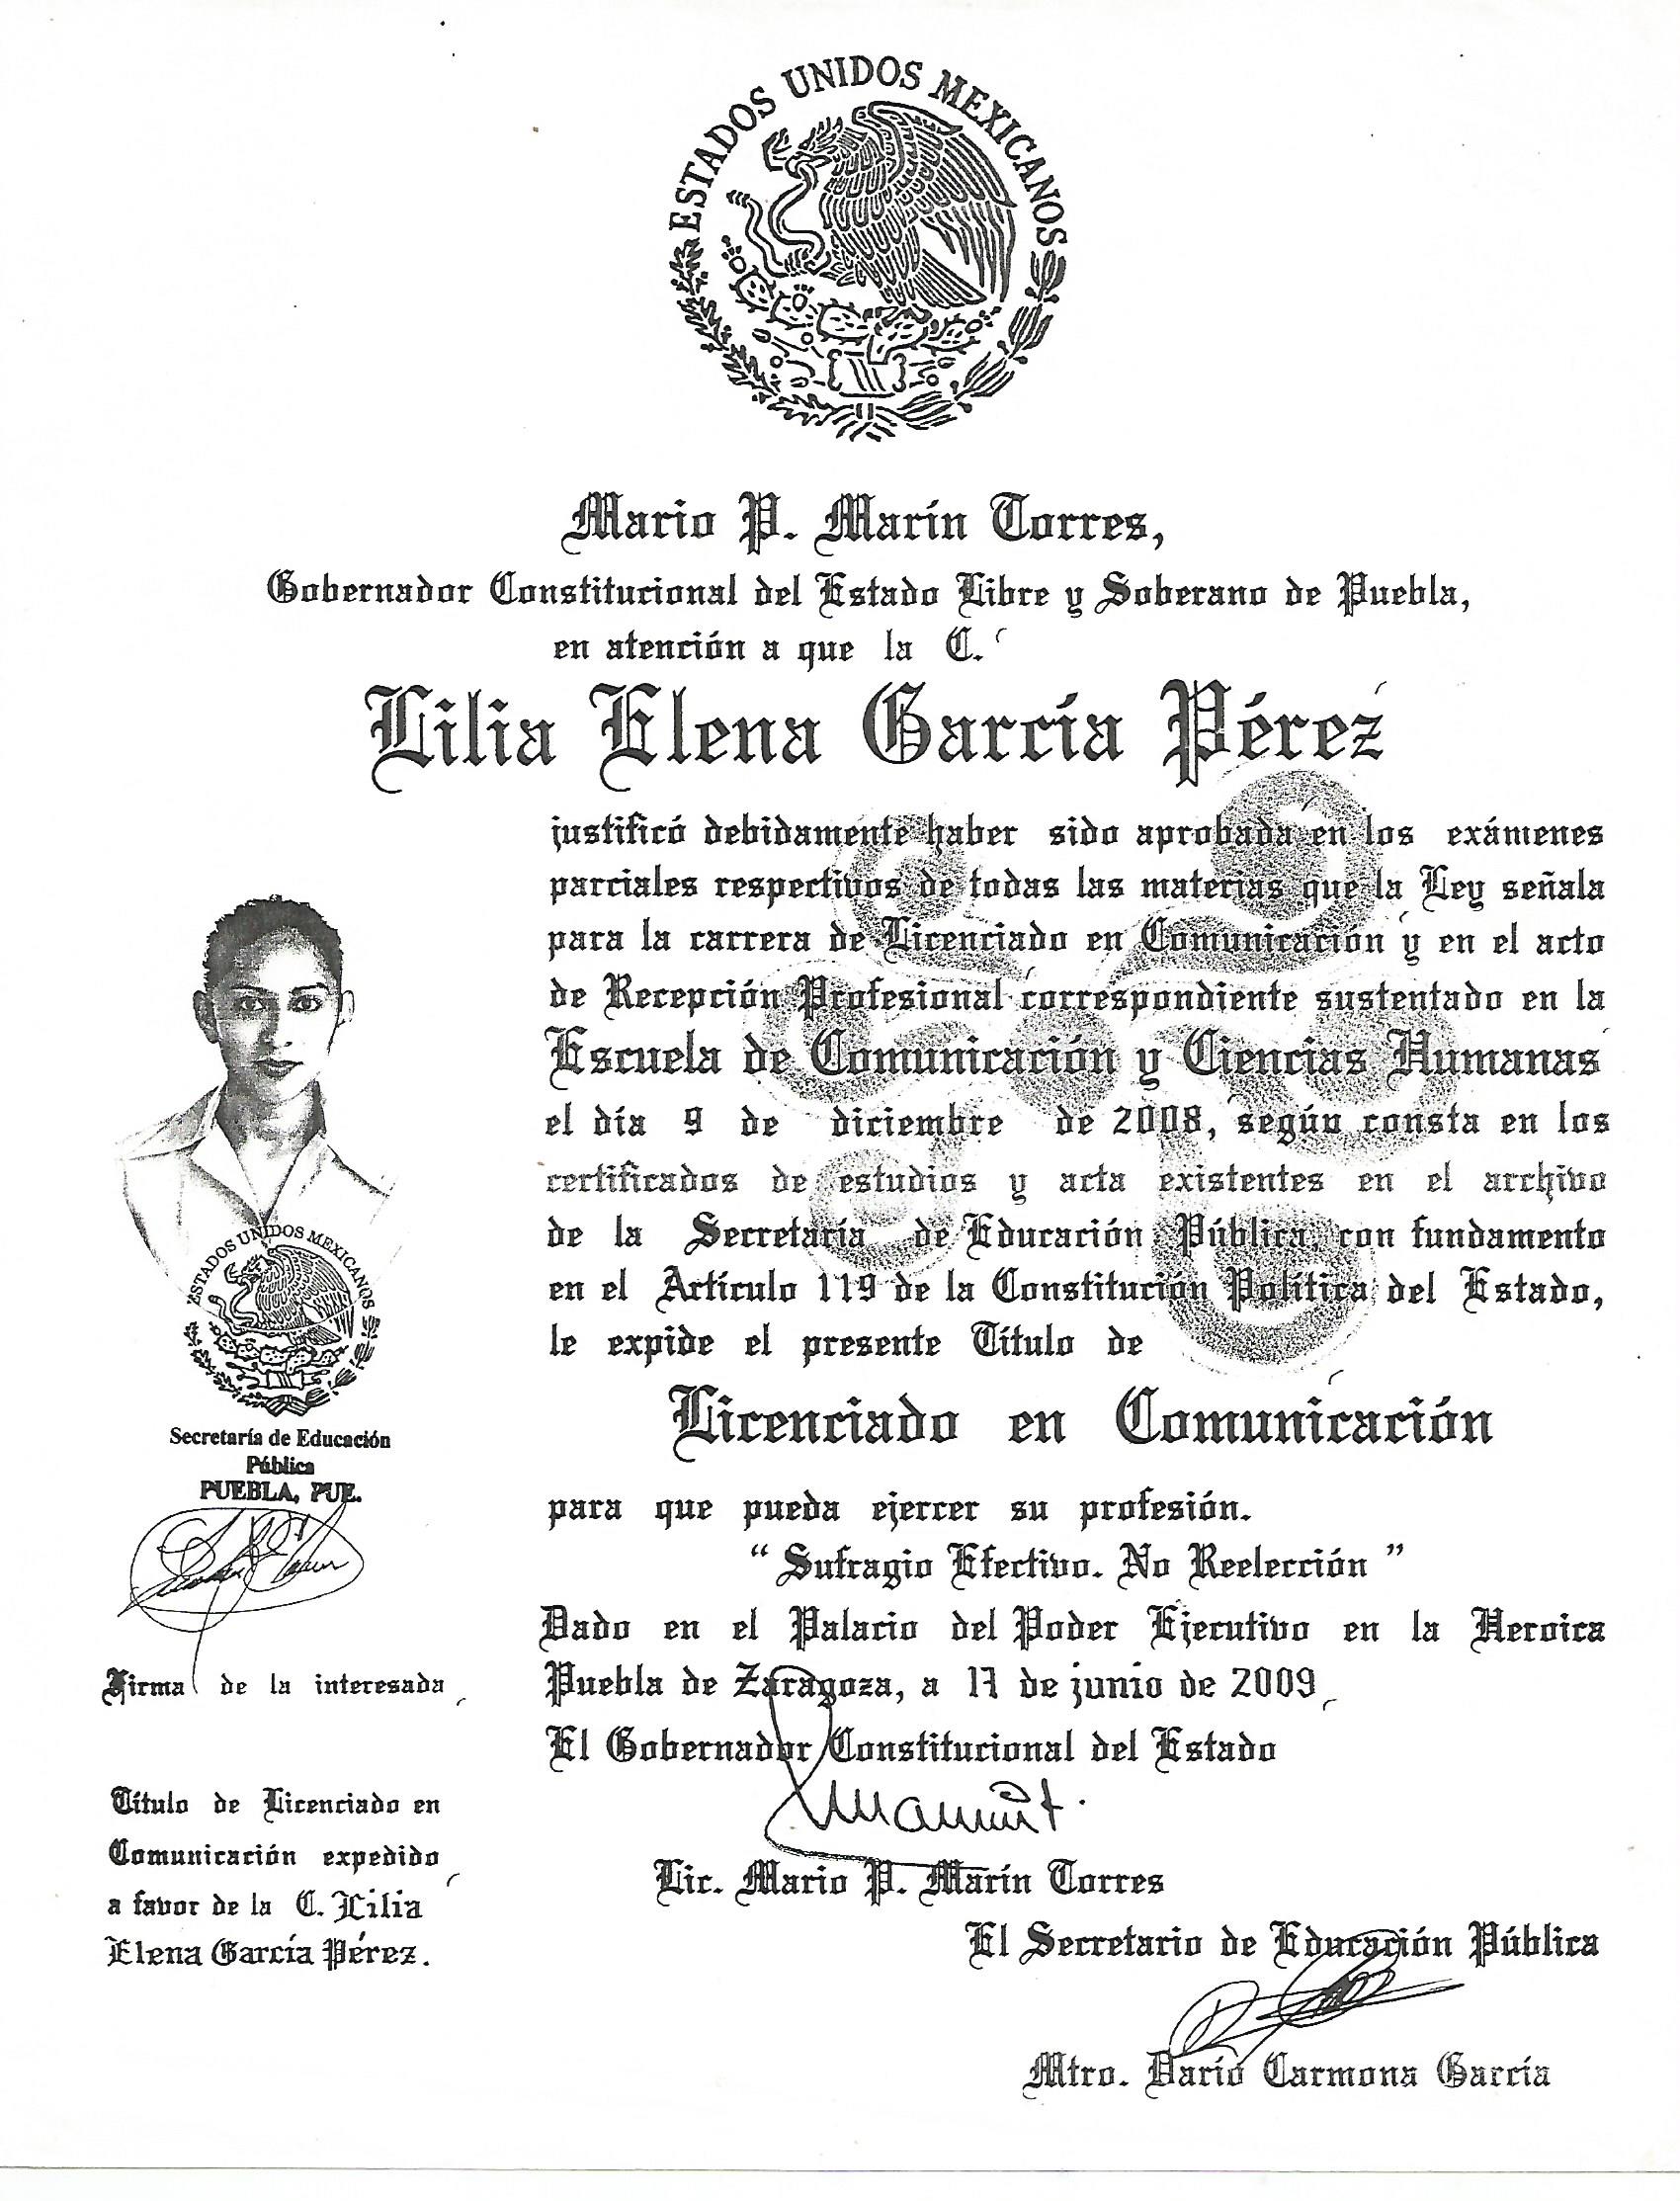 ESTADOS UNIDOS MEXICANOS
Mario P. Marín Torres,
Gobernador Constitucional del Estado Libre y Soberano de Puebla,
en atención a que la C.
Lilia Elena García Pérez
justificó debidamente haber sido aprobada en los exámenes
parciales respectivos de todas las materias que la Ley señala
para la carrera de Licenciado en Comunicación y en el acto
de Recepción Profesional correspondiente sustentado en la
Escuela de Comunicación y Ciencias Humanas
el día 9 de diciembre de 2008, según consta en los
certificados de estudios y acta existentes en el archivo
de la Secretaría de Educación Pública, con fundamento
en el Artículo 119 de la Constitución Política del Estado,
le expide el presente Título de
Licenciado en Comunicación
para que pueda ejercer su profesión.
“ Sufragio Efectivo. No Reelección ”
Dado en el Palacio del Poder Ejecutivo en la Heroica
Puebla de Zaragoza, a 17 de junio de 2009
El Gobernador Constitucional del Estado
Lic. Mario P. Marín Torres
El Secretario de Educación Pública
Mtro. Darío Carmona García
ESTADOS UNIDOS MEXICANOS
Secretaría de Educación
Pública
PUEBLA, PUE.
Firma de la interesada
Título de Licenciado en
Comunicación expedido
a favor de la C. Lilia
Elena García Pérez.